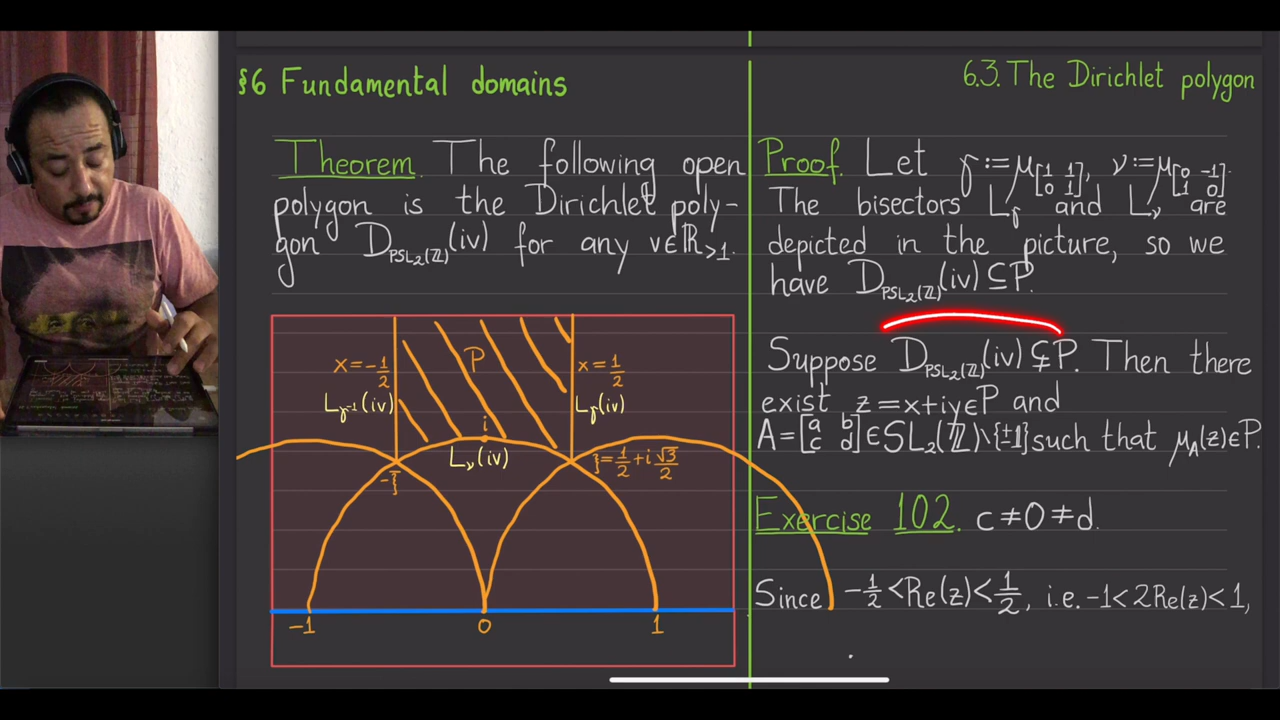 §6 Fundamental domains
6.3. The Dirichlet polygon
Theorem. The following open
polygon is the Dirichlet poly-
gon D_{PSL₂(ℤ)}(iv) for any v∈ℝ_{>1}.
x=-1/2
P
x=1/2
L_{γ⁻¹}(iv)
i
L_γ(iv)
L_ν(iv)
-ξ̄
ξ=1/2+i√3/2
-1
0
1
Proof. Let γ:=μ_{[1 1; 0 1]}, ν:=μ_{[0 -1; 1 0]}.
The bisectors L_γ and L_ν are
depicted in the picture, so we
have D_{PSL₂(ℤ)}(iv)⊆P.
Suppose D_{PSL₂(ℤ)}(iv)⊊P. Then there
exist z=x+iy∈P and
A=[a b; c d]∈SL₂(ℤ)\{±1} such that μ_A(z)∈P.
Exercise 102. c≠0≠d.
Since -1/2<Re(z)<1/2, i.e. -1<2Re(z)<1,